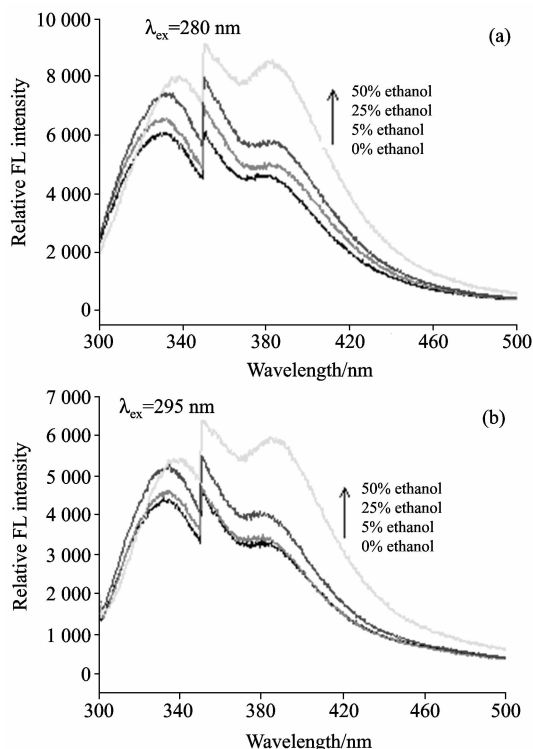 λex=280 nm
(a)
10 000
8 000
6 000
4 000
2 000
0
Relative FL intensity
50% ethanol
25% ethanol
5% ethanol
0% ethanol
300 340 380 420 460 500
Wavelength/nm
λex=295 nm
(b)
7 000
6 000
5 000
4 000
3 000
2 000
1 000
0
Relative FL intensity
50% ethanol
25% ethanol
5% ethanol
0% ethanol
300 340 380 420 460 500
Wavelength/nm